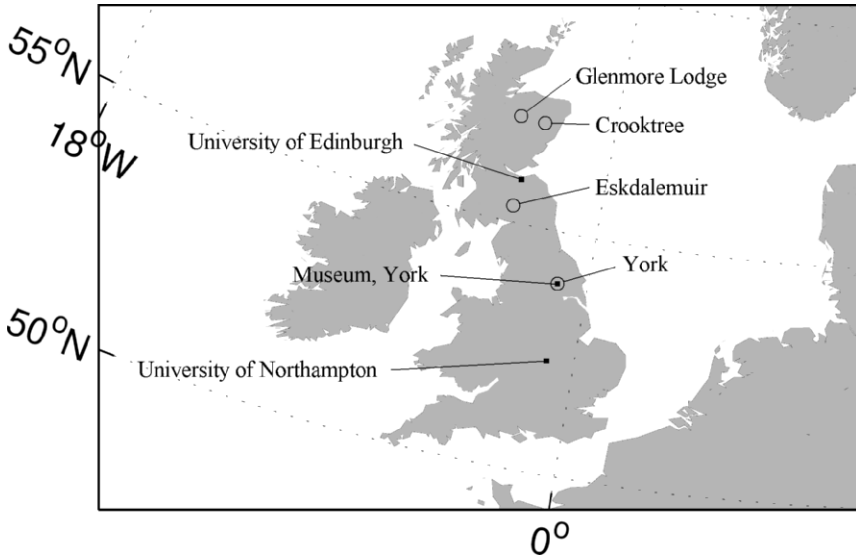 55°N
18°W
Glenmore Lodge
Crooktree
University of Edinburgh
Eskdalemuir
York
Museum, York
50°N
University of Northampton
0°